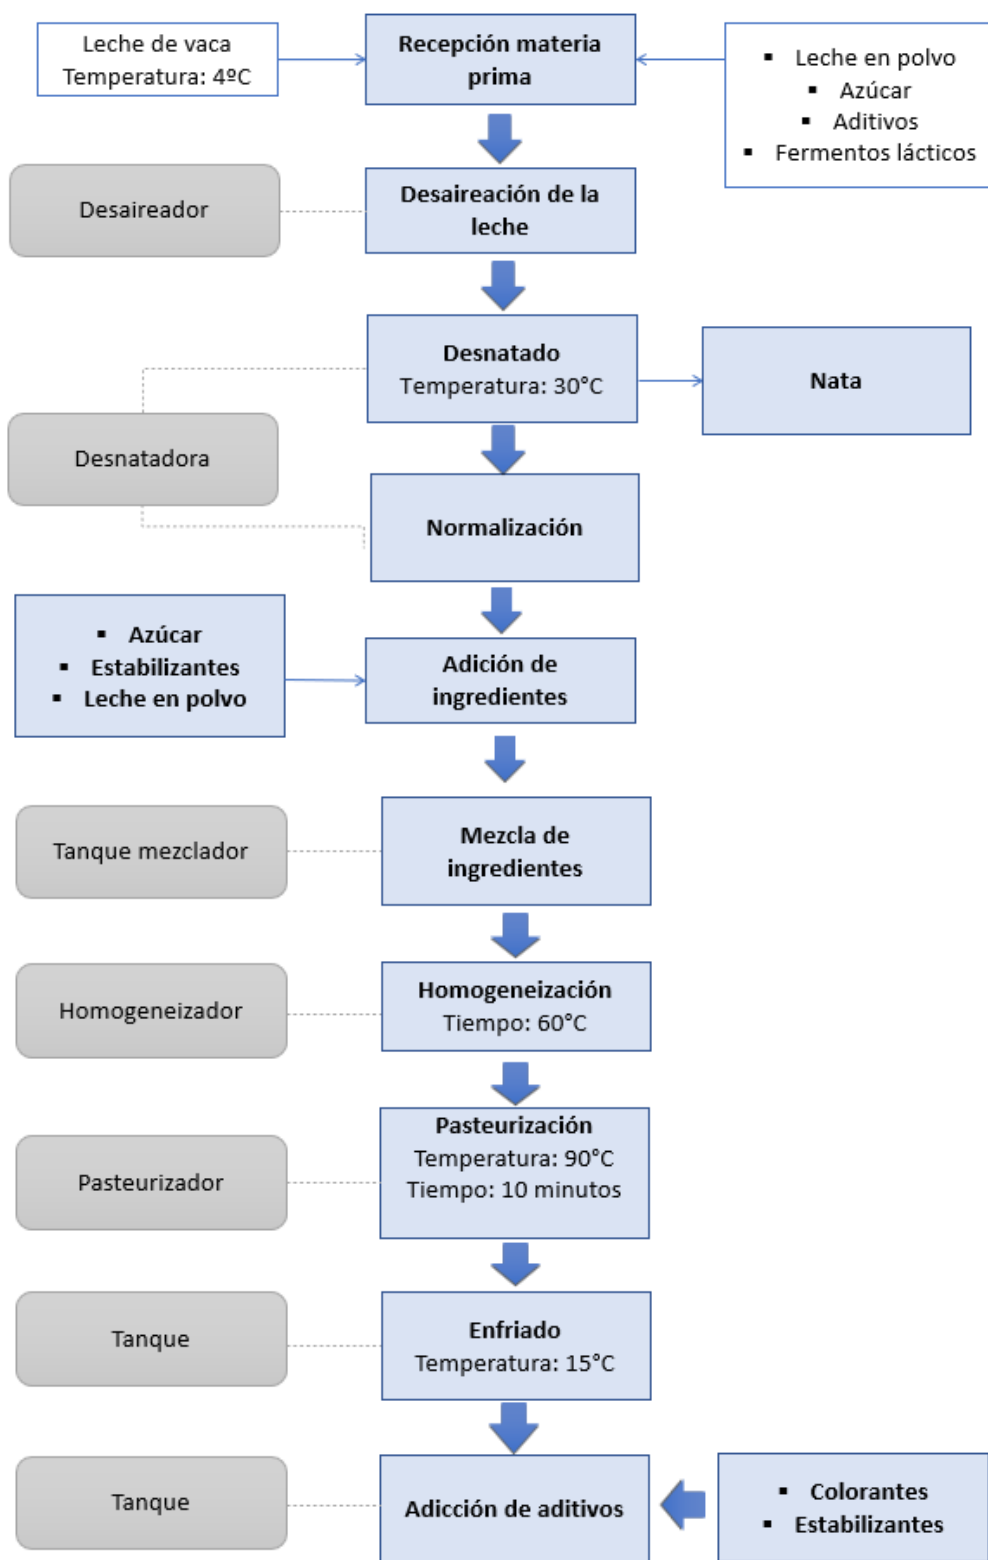 Leche de vaca
Temperatura: 4ºC
Recepción materia
prima
▪ Leche en polvo
▪ Azúcar
▪ Aditivos
▪ Fermentos lácticos
Desaireador
Desaireación de la
leche
Desnatado
Temperatura: 30°C
Nata
Desnatadora
Normalización
▪ Azúcar
▪ Estabilizantes
▪ Leche en polvo
Adición de
ingredientes
Tanque mezclador
Mezcla de
ingredientes
Homogeneizador
Homogeneización
Tiempo: 60°C
Pasteurizador
Pasteurización
Temperatura: 90°C
Tiempo: 10 minutos
Tanque
Enfriado
Temperatura: 15°C
Tanque
Adicción de aditivos
▪ Colorantes
▪ Estabilizantes